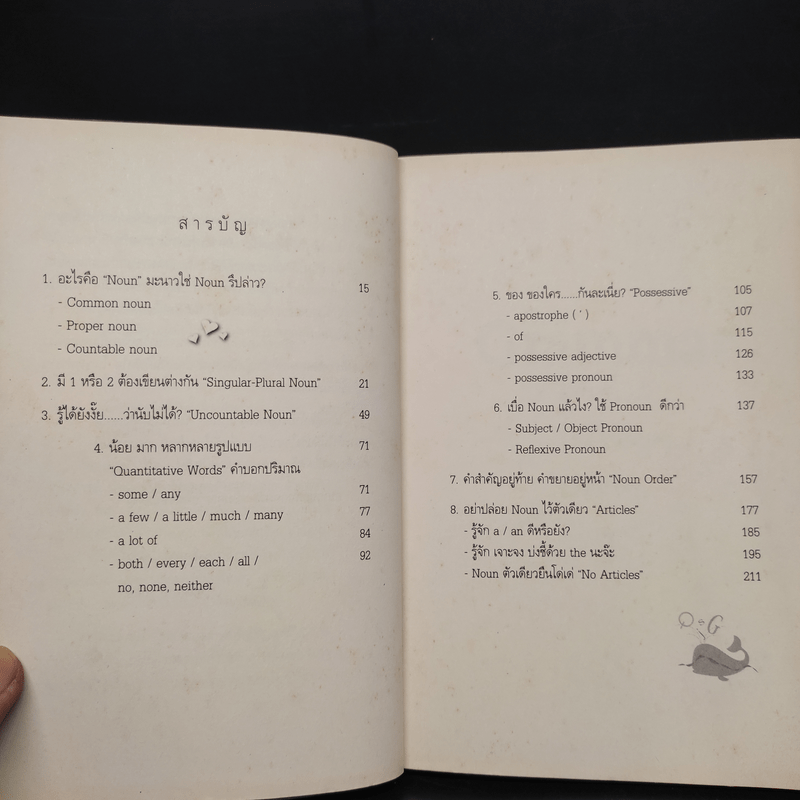 สารบัญ
1. อะไรคือ "Noun" มะนาวใช่ Noun รึปล่าว? 15
- Common noun
- Proper noun
- Countable noun
2. มี 1 หรือ 2 ต้องเขียนต่างกัน "Singular-Plural Noun" 21
3. รู้ได้ยังงั๊ย......ว่านับไม่ได้? "Uncountable Noun" 49
4. น้อย มาก หลากหลายรูปแบบ 71
"Quantitative Words" คำบอกปริมาณ
- some / any 71
- a few / a little / much / many 77
- a lot of 84
- both / every / each / all / 92
no, none, neither
5. ของ ของใคร......กันละเนี่ย? "Possessive" 105
- apostrophe ( ' ) 107
- of 115
- possessive adjective 126
- possessive pronoun 133
6. เบื่อ Noun แล้วไง? ใช้ Pronoun ดีกว่า 137
- Subject / Object Pronoun
- Reflexive Pronoun
7. คำสำคัญอยู่ท้าย คำขยายอยู่หน้า "Noun Order" 157
8. อย่าปล่อย Noun ไว้ตัวเดียว "Articles" 177
- รู้จัก a / an ดีหรือยัง? 185
- รู้จัก เจาะจง บ่งชี้ด้วย the นะจ๊ะ 195
- Noun ตัวเดียวยืนโด่เด่ "No Articles" 211